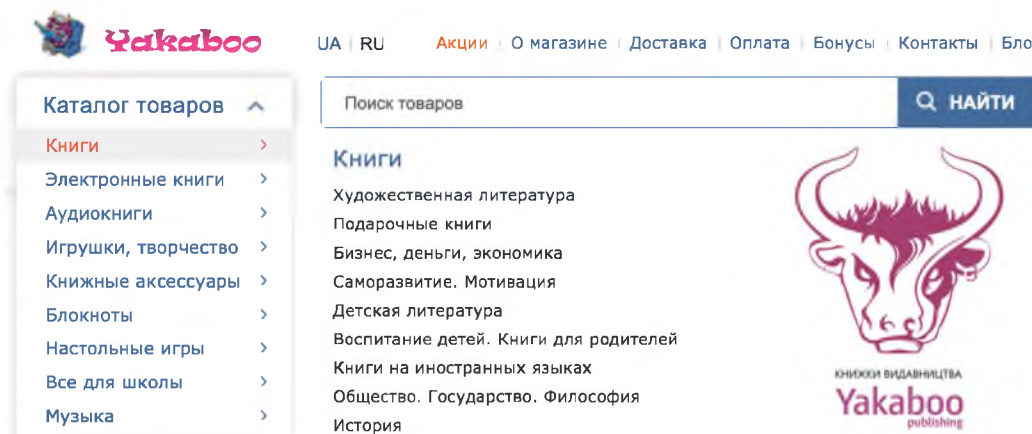 Yakaboo
UA RU Акции О магазине Доставка Оплата Бонусы Контакты Бло
Каталог товаров
Поиск товаров
НАЙТИ
Книги
Электронные книги
Аудиокниги
Игрушки, творчество
Книжные аксессуары
Блокноты
Настольные игры
Все для школы
Музыка
Книги
Художественная литература
Подарочные книги
Бизнес, деньги, экономика
Саморазвитие. Мотивация
Детская литература
Воспитание детей. Книги для родителей
Книги на иностранных языках
Общество. Государство. Философия
История
КНИЖКИ ВИДАВНИЦТВА
Yakaboo
publishing